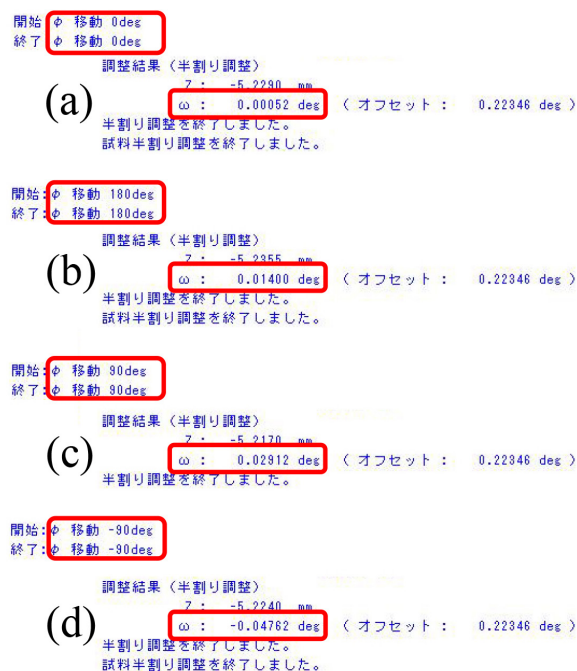 開始: φ 移動 0deg
終了 φ 移動 0deg
調整結果（半割り調整）
Z : -5.2290 mm
(a) ω : 0.00052 deg ( オフセット : 0.22346 deg )
半割り調整を終了しました。
試料半割り調整を終了しました。
開始:φ 移動 180deg
終了:φ 移動 180deg
調整結果（半割り調整）
Z : -5.2355 mm
(b) ω : 0.01400 deg ( オフセット : 0.22346 deg )
半割り調整を終了しました。
試料半割り調整を終了しました。
開始:φ 移動 90deg
終了:φ 移動 90deg
調整結果（半割り調整）
Z : -5.2170 mm
(c) ω : 0.02912 deg ( オフセット : 0.22346 deg )
半割り調整を終了しました。
開始:φ 移動 -90deg
終了:φ 移動 -90deg
調整結果（半割り調整）
Z : -5.2240 mm
(d) ω : -0.04762 deg ( オフセット : 0.22346 deg )
半割り調整を終了しました。
試料半割り調整を終了しました。